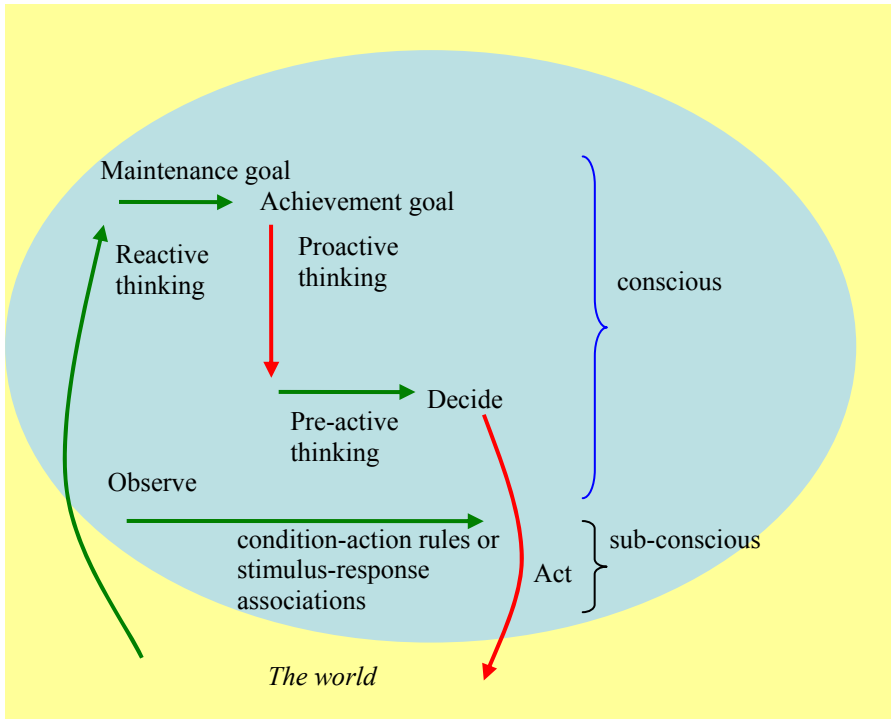 Maintenance goal
Achievement goal
Reactive
thinking
Proactive
thinking
conscious
Decide
Pre-active
thinking
Observe
condition-action rules or
stimulus-response
associations
sub-conscious
Act
The world